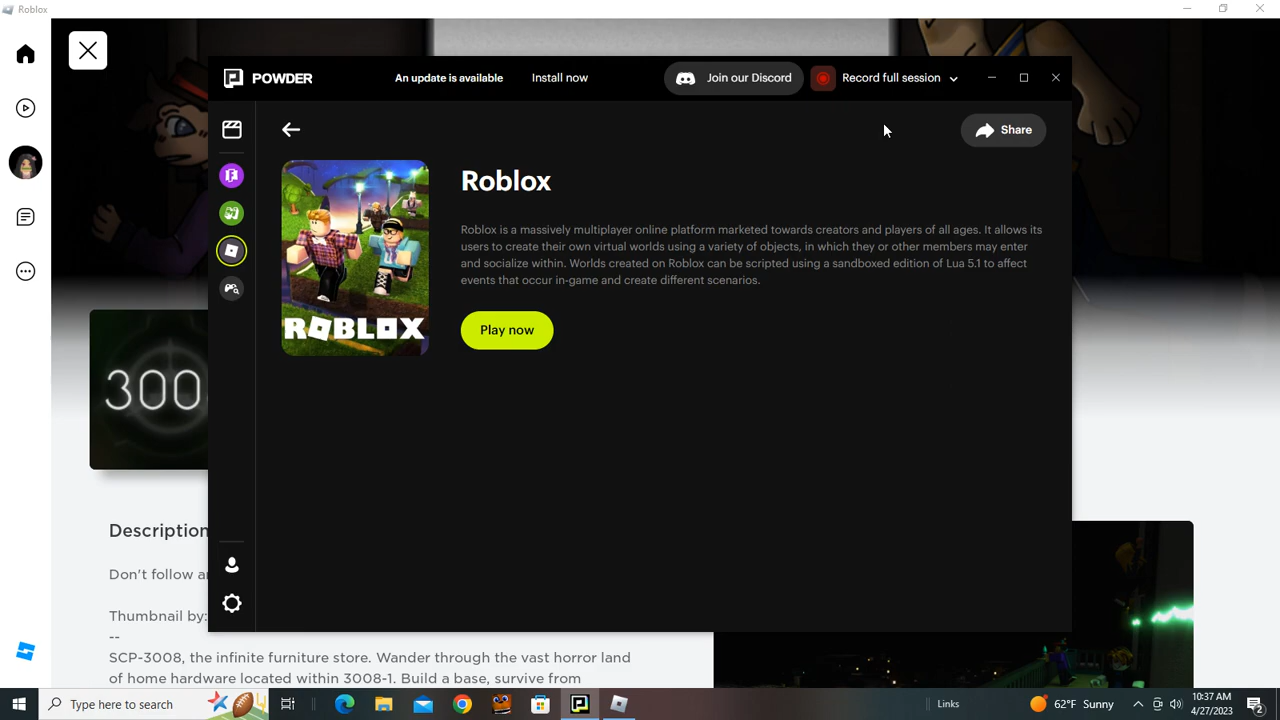 Roblox
POWDER
An update is available
Install now
Join our Discord
Record full session
Share
ROBLOX
Roblox
Roblox is a massively multiplayer online platform marketed towards creators and players of all ages. It allows its
users to create their own virtual worlds using a variety of objects, in which they or other members may enter
and socialize within. Worlds created on Roblox can be scripted using a sandboxed edition of Lua 5.1 to affect
events that occur in-game and create different scenarios.
Play now
300
Description
Don't follow
Thumbnail by:
--
SCP-3008, the infinite furniture store. Wander through the vast horror land
of home hardware located within 3008-1. Build a base, survive from
Type here to search
Links
62°F Sunny
10:37 AM
4/27/2023
2